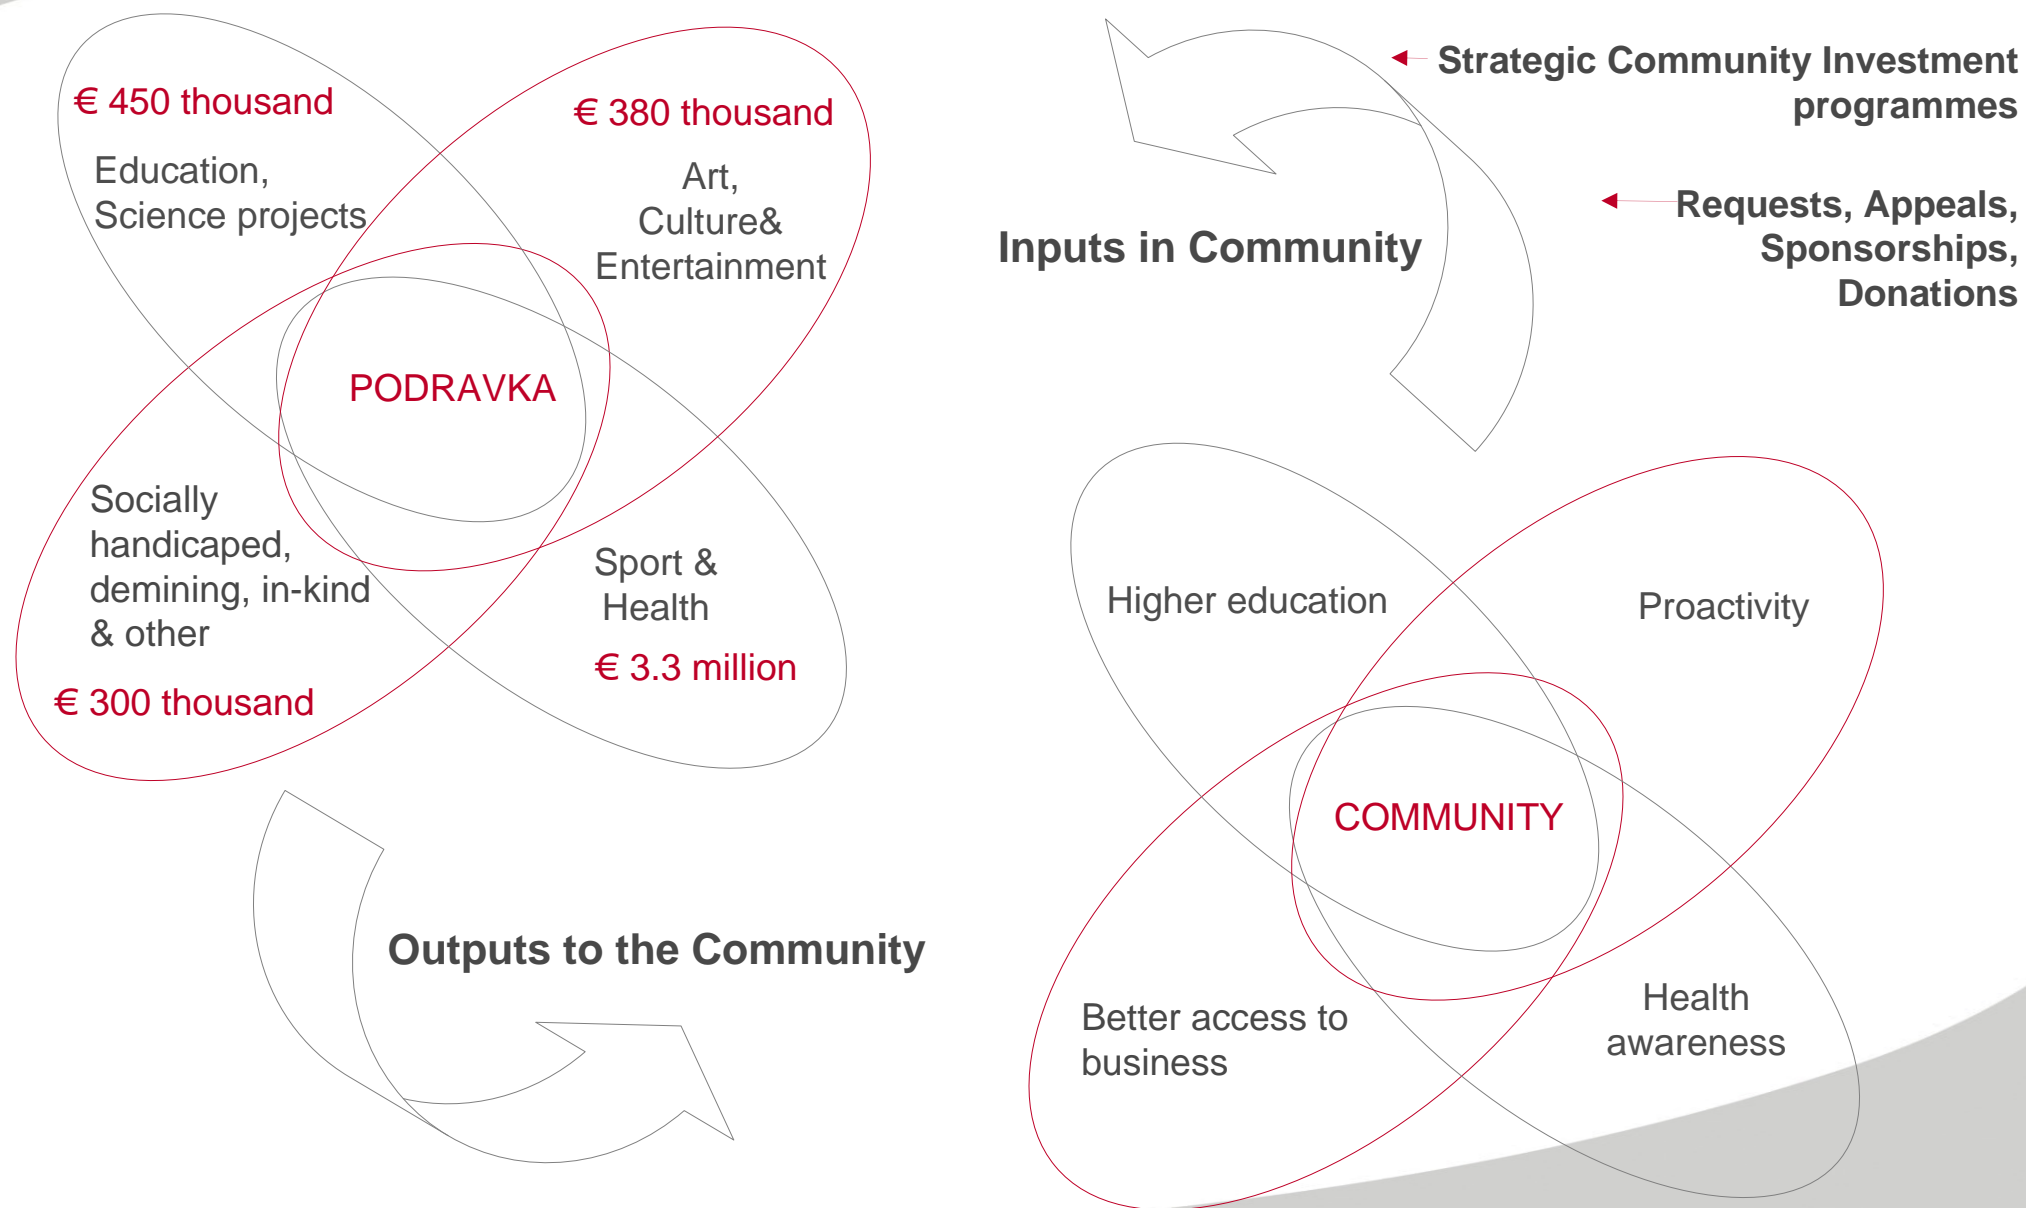 € 450 thousand
Education,
Science projects
€ 380 thousand
Art,
Culture&
Entertainment
PODRAVKA
Socially
handicaped,
demining, in-kind
& other
€ 300 thousand
Sport &
Health
€ 3.3 million
Strategic Community Investment
programmes
Requests, Appeals,
Sponsorships,
Donations
Inputs in Community
Outputs to the Community
Higher education
Proactivity
COMMUNITY
Better access to
business
Health
awareness